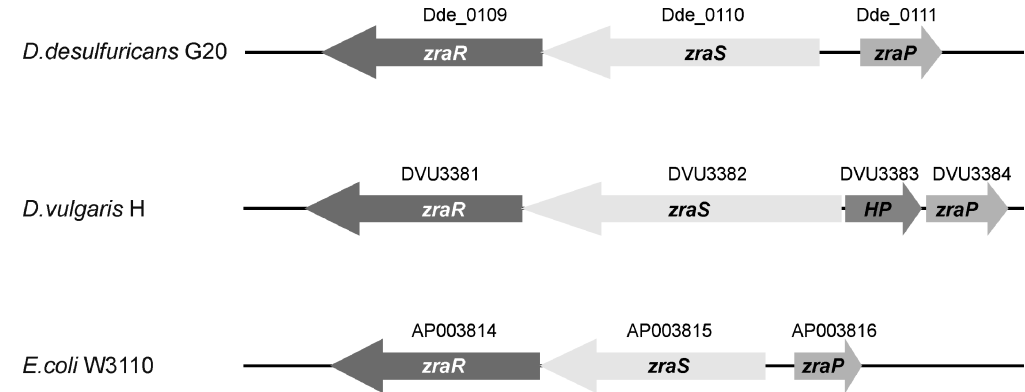 Dde_0109 Dde_0110 Dde_0111
D.desulfuricans G20 zraR zraS zraP
DVU3381 DVU3382 DVU3383 DVU3384
D.vulgaris H zraR zraS HP zraP
AP003814 AP003815 AP003816
E.coli W3110 zraR zraS zraP